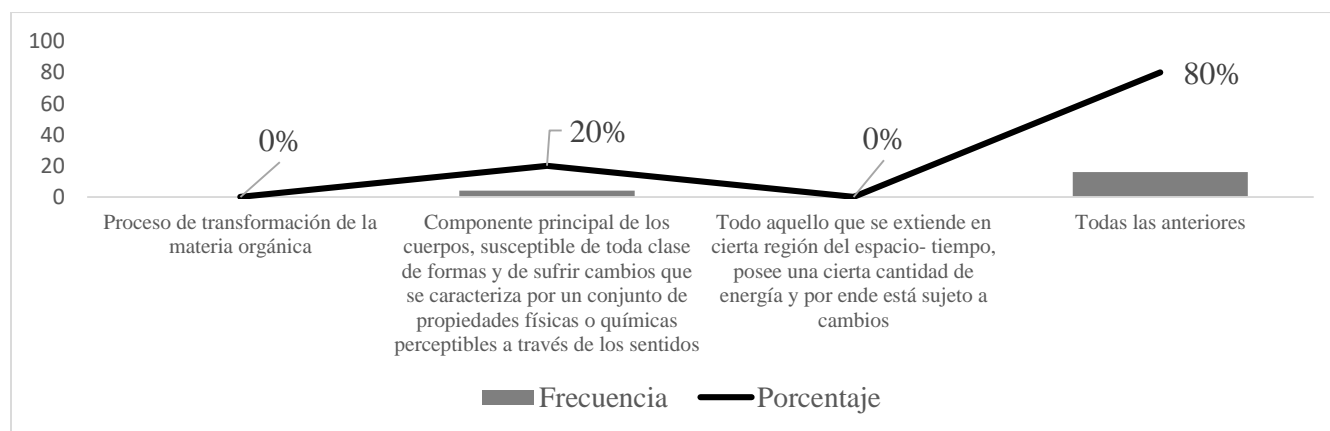 100
80
60
40
20
0
0%
20%
0%
80%
Proceso de transformación de la
materia orgánica
Componente principal de los
cuerpos, susceptible de toda clase
de formas y de sufrir cambios que
se caracteriza por un conjunto de
propiedades físicas o químicas
perceptibles a través de los sentidos
Todo aquello que se extiende en
cierta región del espacio- tiempo,
posee una cierta cantidad de
energía y por ende está sujeto a
cambios
Todas las anteriores
Frecuencia
Porcentaje